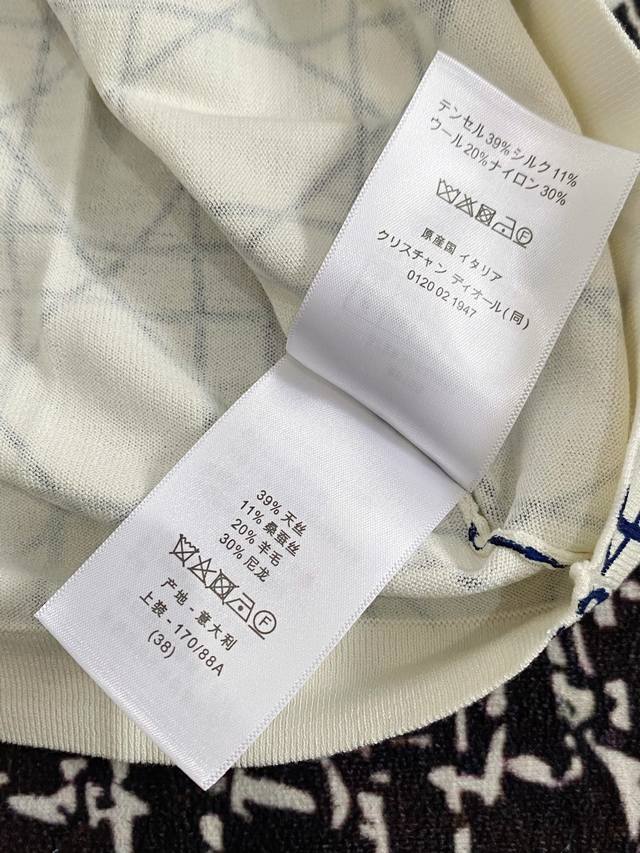 テンセル 39%シルク 11%
ウール 20%ナイロン 30%
F
原産国 イタリア
クリスチャン ディオール(同)
0120 02 1947
39% 天丝
11% 桑蚕丝
20% 羊毛
30% 尼龙
F
产地 - 意大利
上装 - 170/88A
(38)